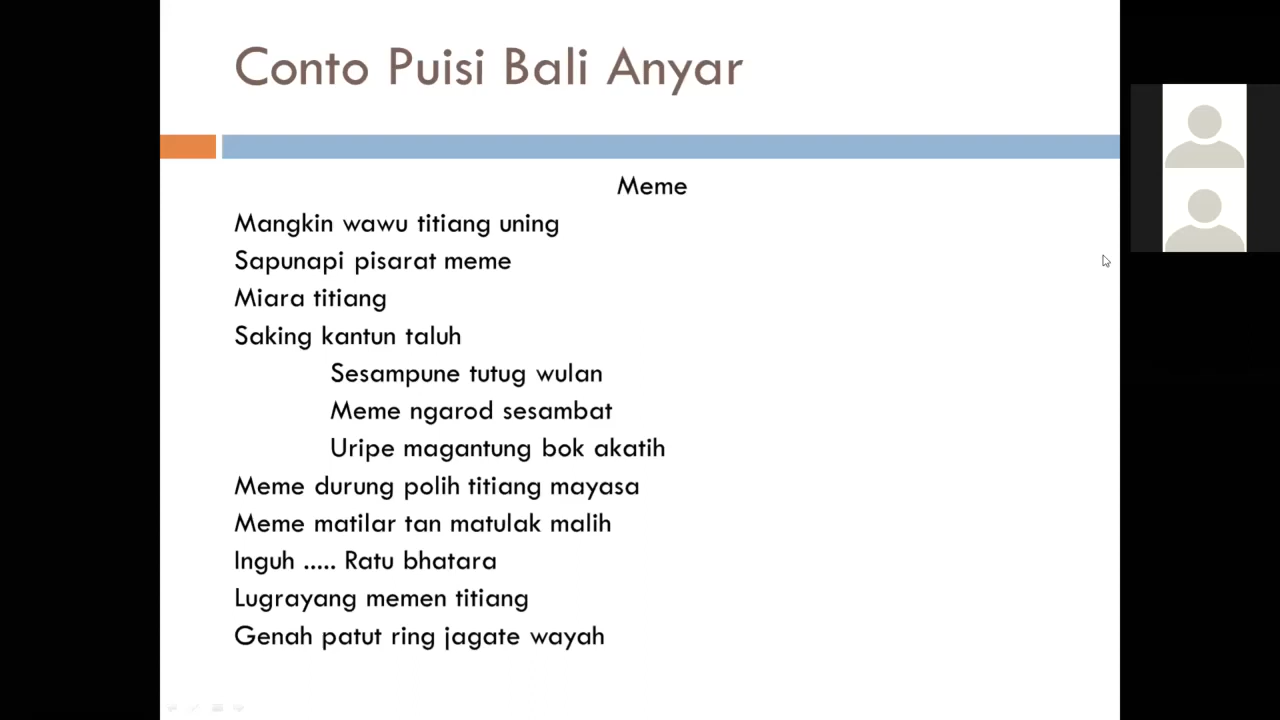 Conto Puisi Bali Anyar
Meme
Mangkin wawu titiang uning
Sapunapi pisarat meme
Miara titiang
Saking kantun taluh
Sesampune tutug wulan
Meme ngarod sesambat
Uripe magantung bok akatih
Meme durung polih titiang mayasa
Meme matilar tan matulak malih
Inguh ..... Ratu bhatara
Lugrayang memen titiang
Genah patut ring jagate wayah